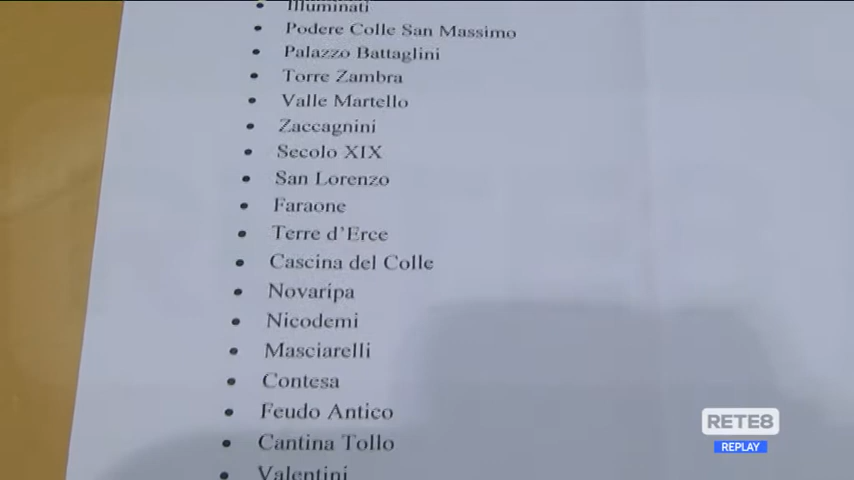 Illuminati
Podere Colle San Massimo
Palazzo Battaglini
Torre Zambra
Valle Martello
Zaccagnini
Secolo XIX
San Lorenzo
Faraone
Terre d'Erce
Cascina del Colle
Novaripa
Nicodemi
Masciarelli
Contesa
Feudo Antico
Cantina Tollo
Valentini
RETE8
REPLAY